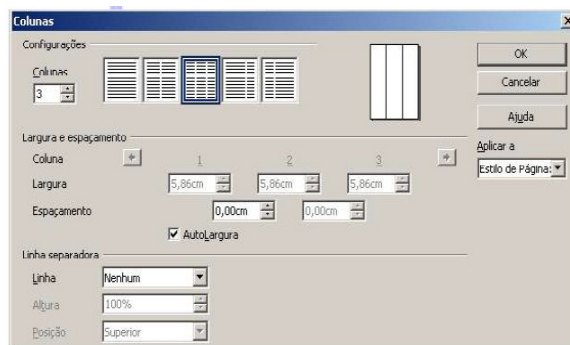 Colunas
Configurações
Colunas
3
OK
Cancelar
Ajuda
Aplicar a
Estilo de Página:
Largura e espaçamento
Coluna 1 2 3
Largura 5,86cm 5,86cm 5,86cm
Espaçamento 0,00cm 0,00cm
AutoLargura
Linha separadora
Linha Nenhum
Altura 100%
Posição Superior